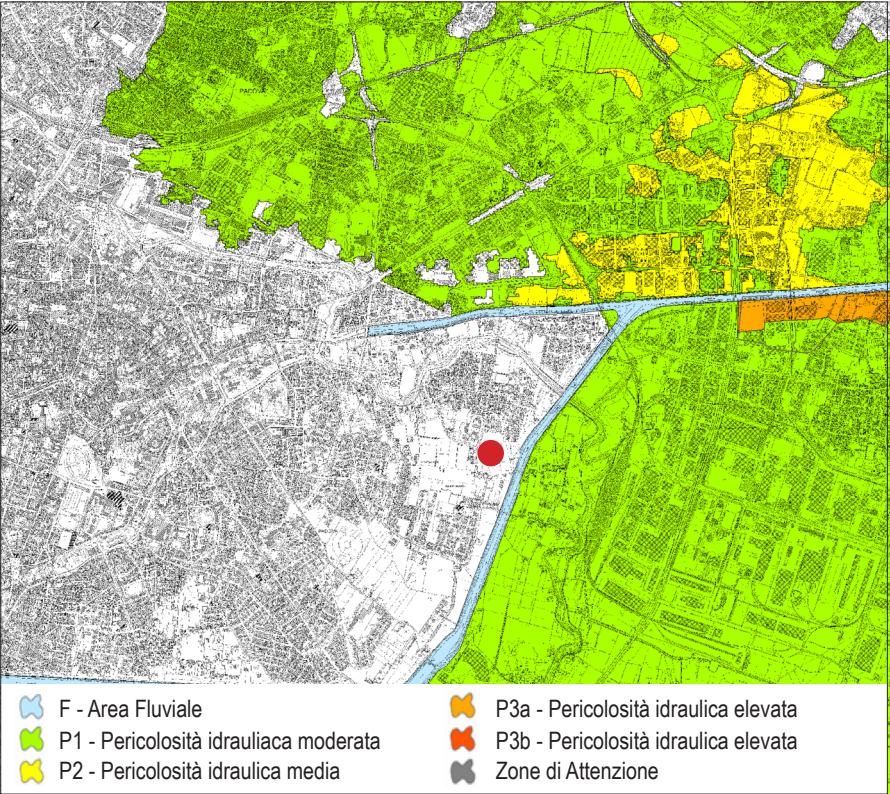 PADOVA
F - Area Fluviale
P1 - Pericolosità idrauliaca moderata
P2 - Pericolosità idraulica media
P3a - Pericolosità idraulica elevata
P3b - Pericolosità idraulica elevata
Zone di Attenzione